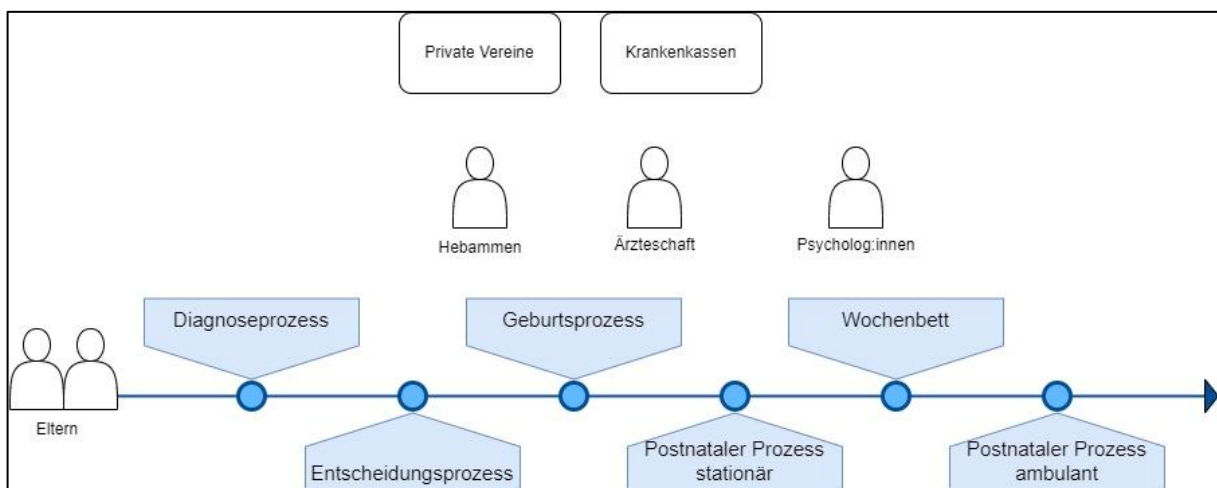 Private Vereine
Krankenkassen
Hebammen
Ärzteschaft
Psycholog:innen
Diagnoseprozess
Geburtsprozess
Wochenbett
Eltern
Entscheidungsprozess
Postnataler Prozess
stationär
Postnataler Prozess
ambulant